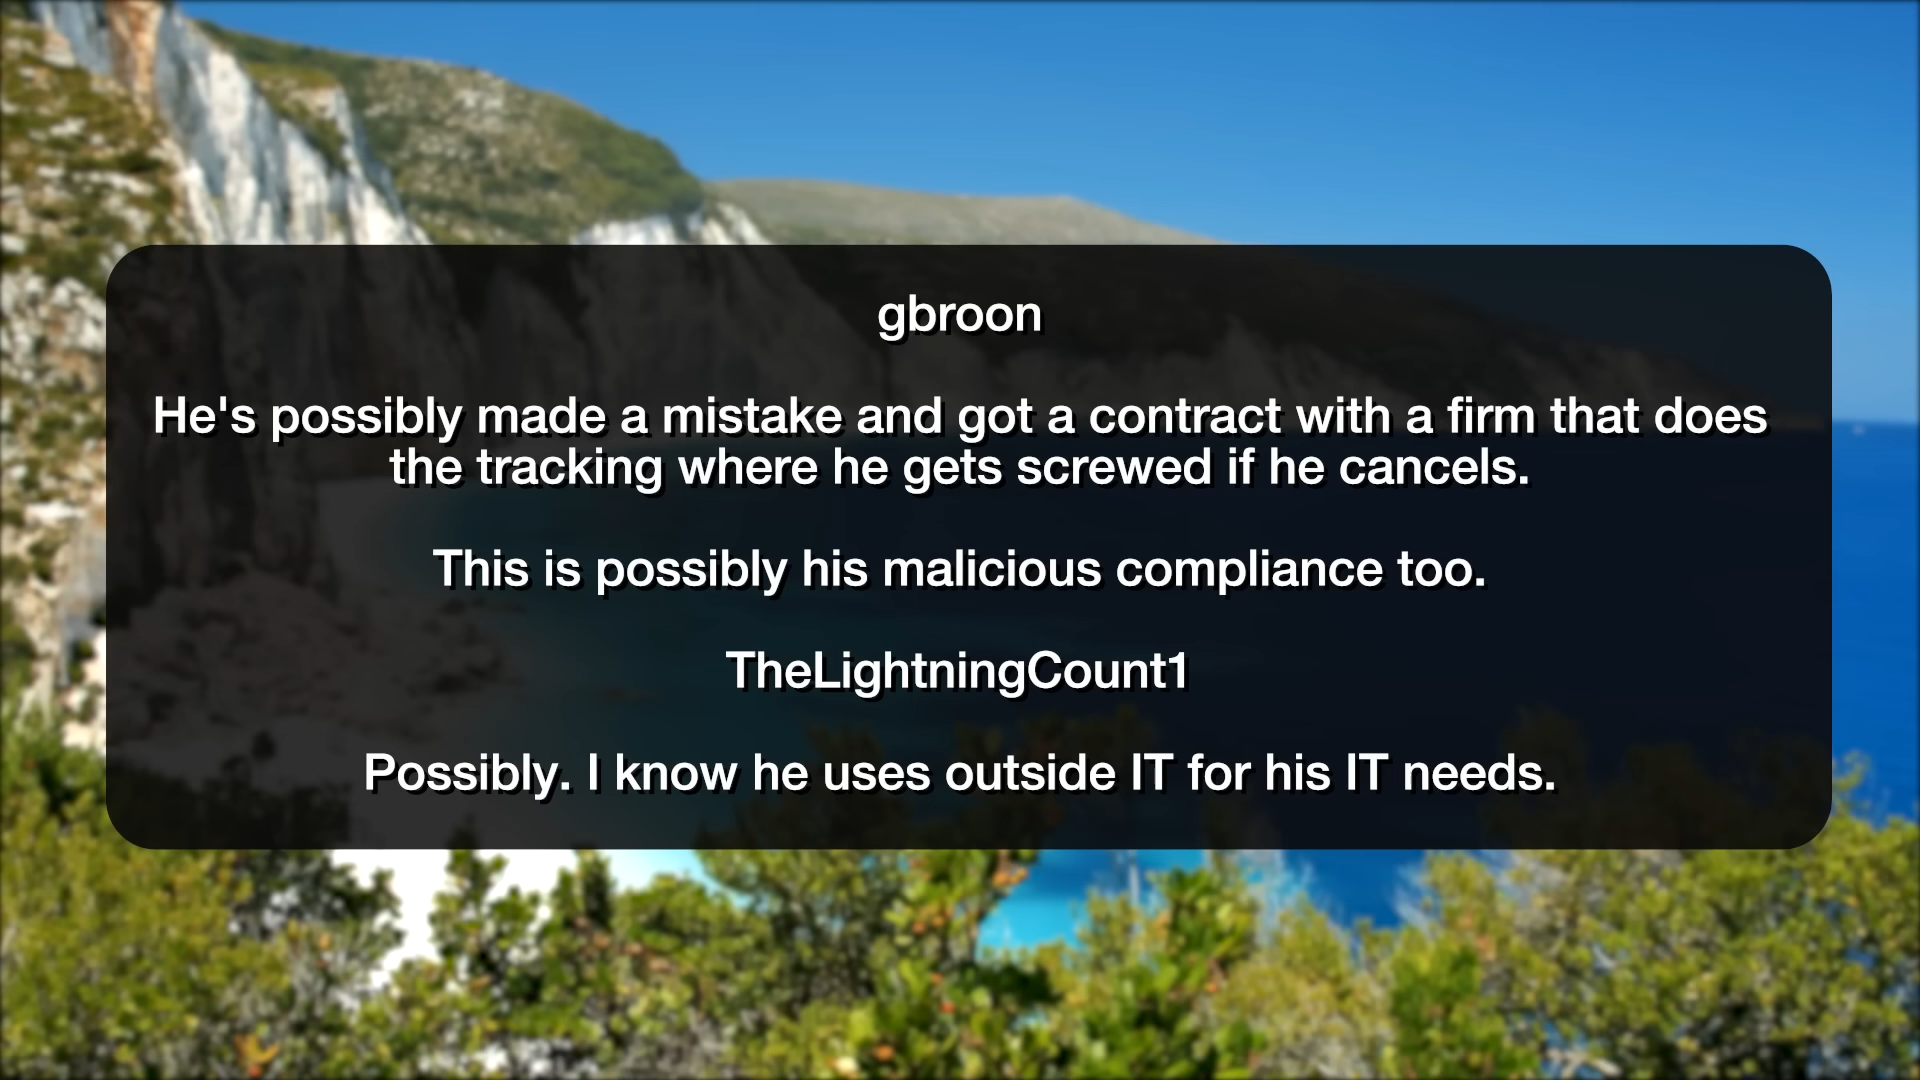 gbroon
He's possibly made a mistake and got a contract with a firm that does
the tracking where he gets screwed if he cancels.
This is possibly his malicious compliance too.
TheLightningCount1
Possibly. I know he uses outside IT for his IT needs.